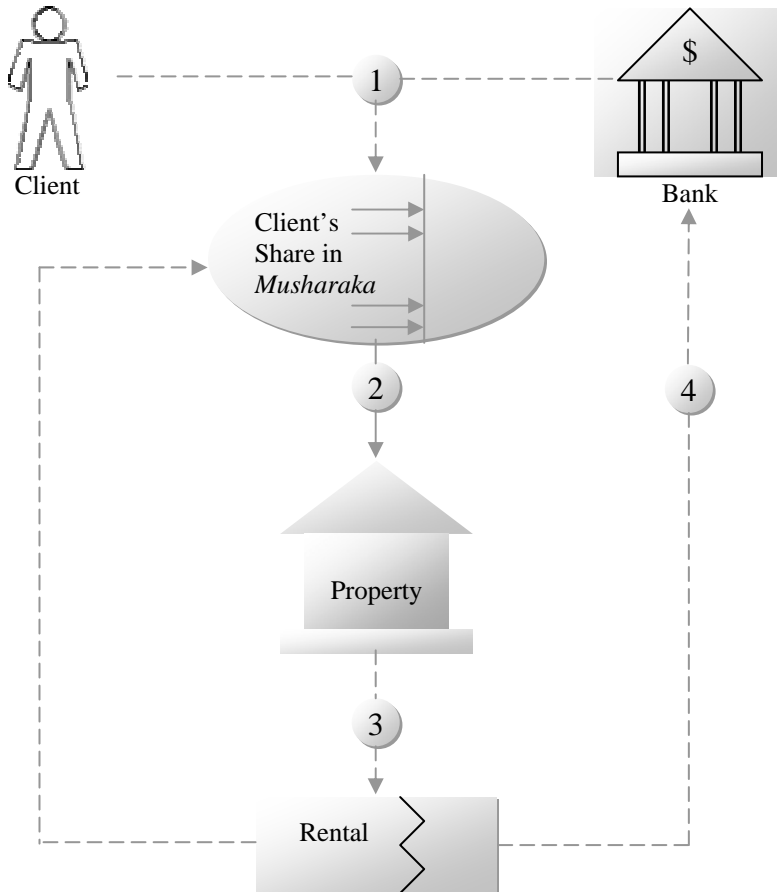 $
1
Client
Bank
Client's
Share in
Musharaka
2
4
Property
3
Rental